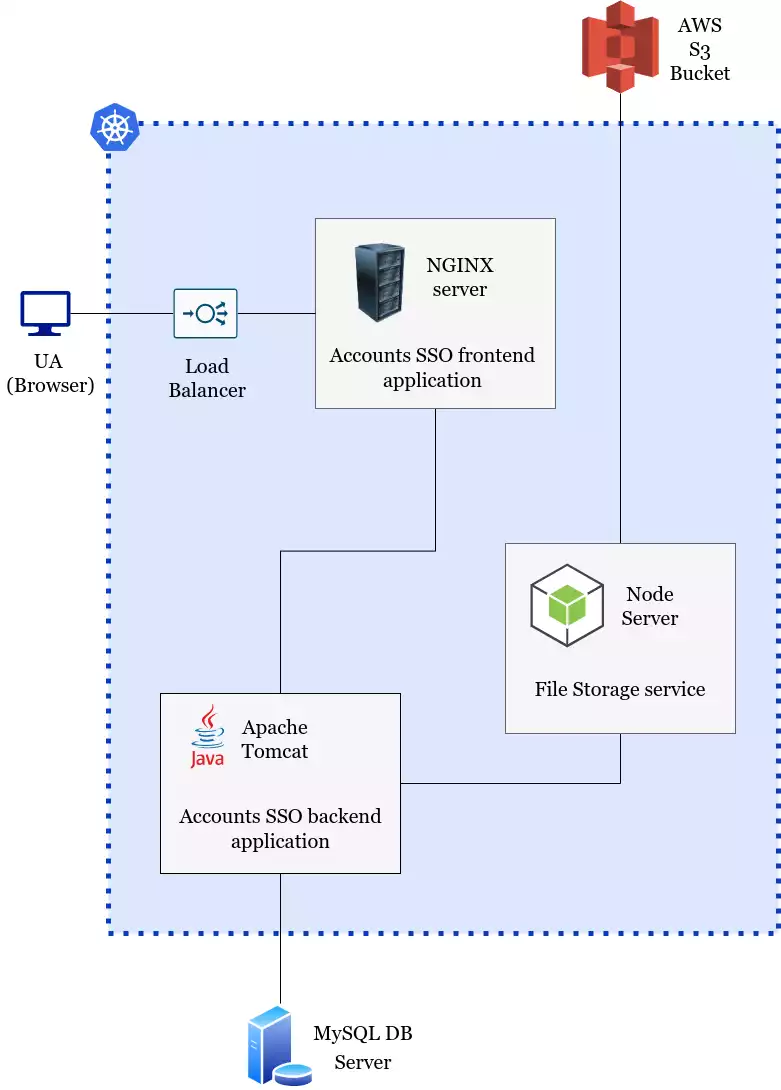 AWS
S3
Bucket
NGINX
server
Accounts SSO frontend
application
UA
(Browser)
Load
Balancer
Node
Server
File Storage service
Java
Apache
Tomcat
Accounts SSO backend
application
MySQL DB
Server